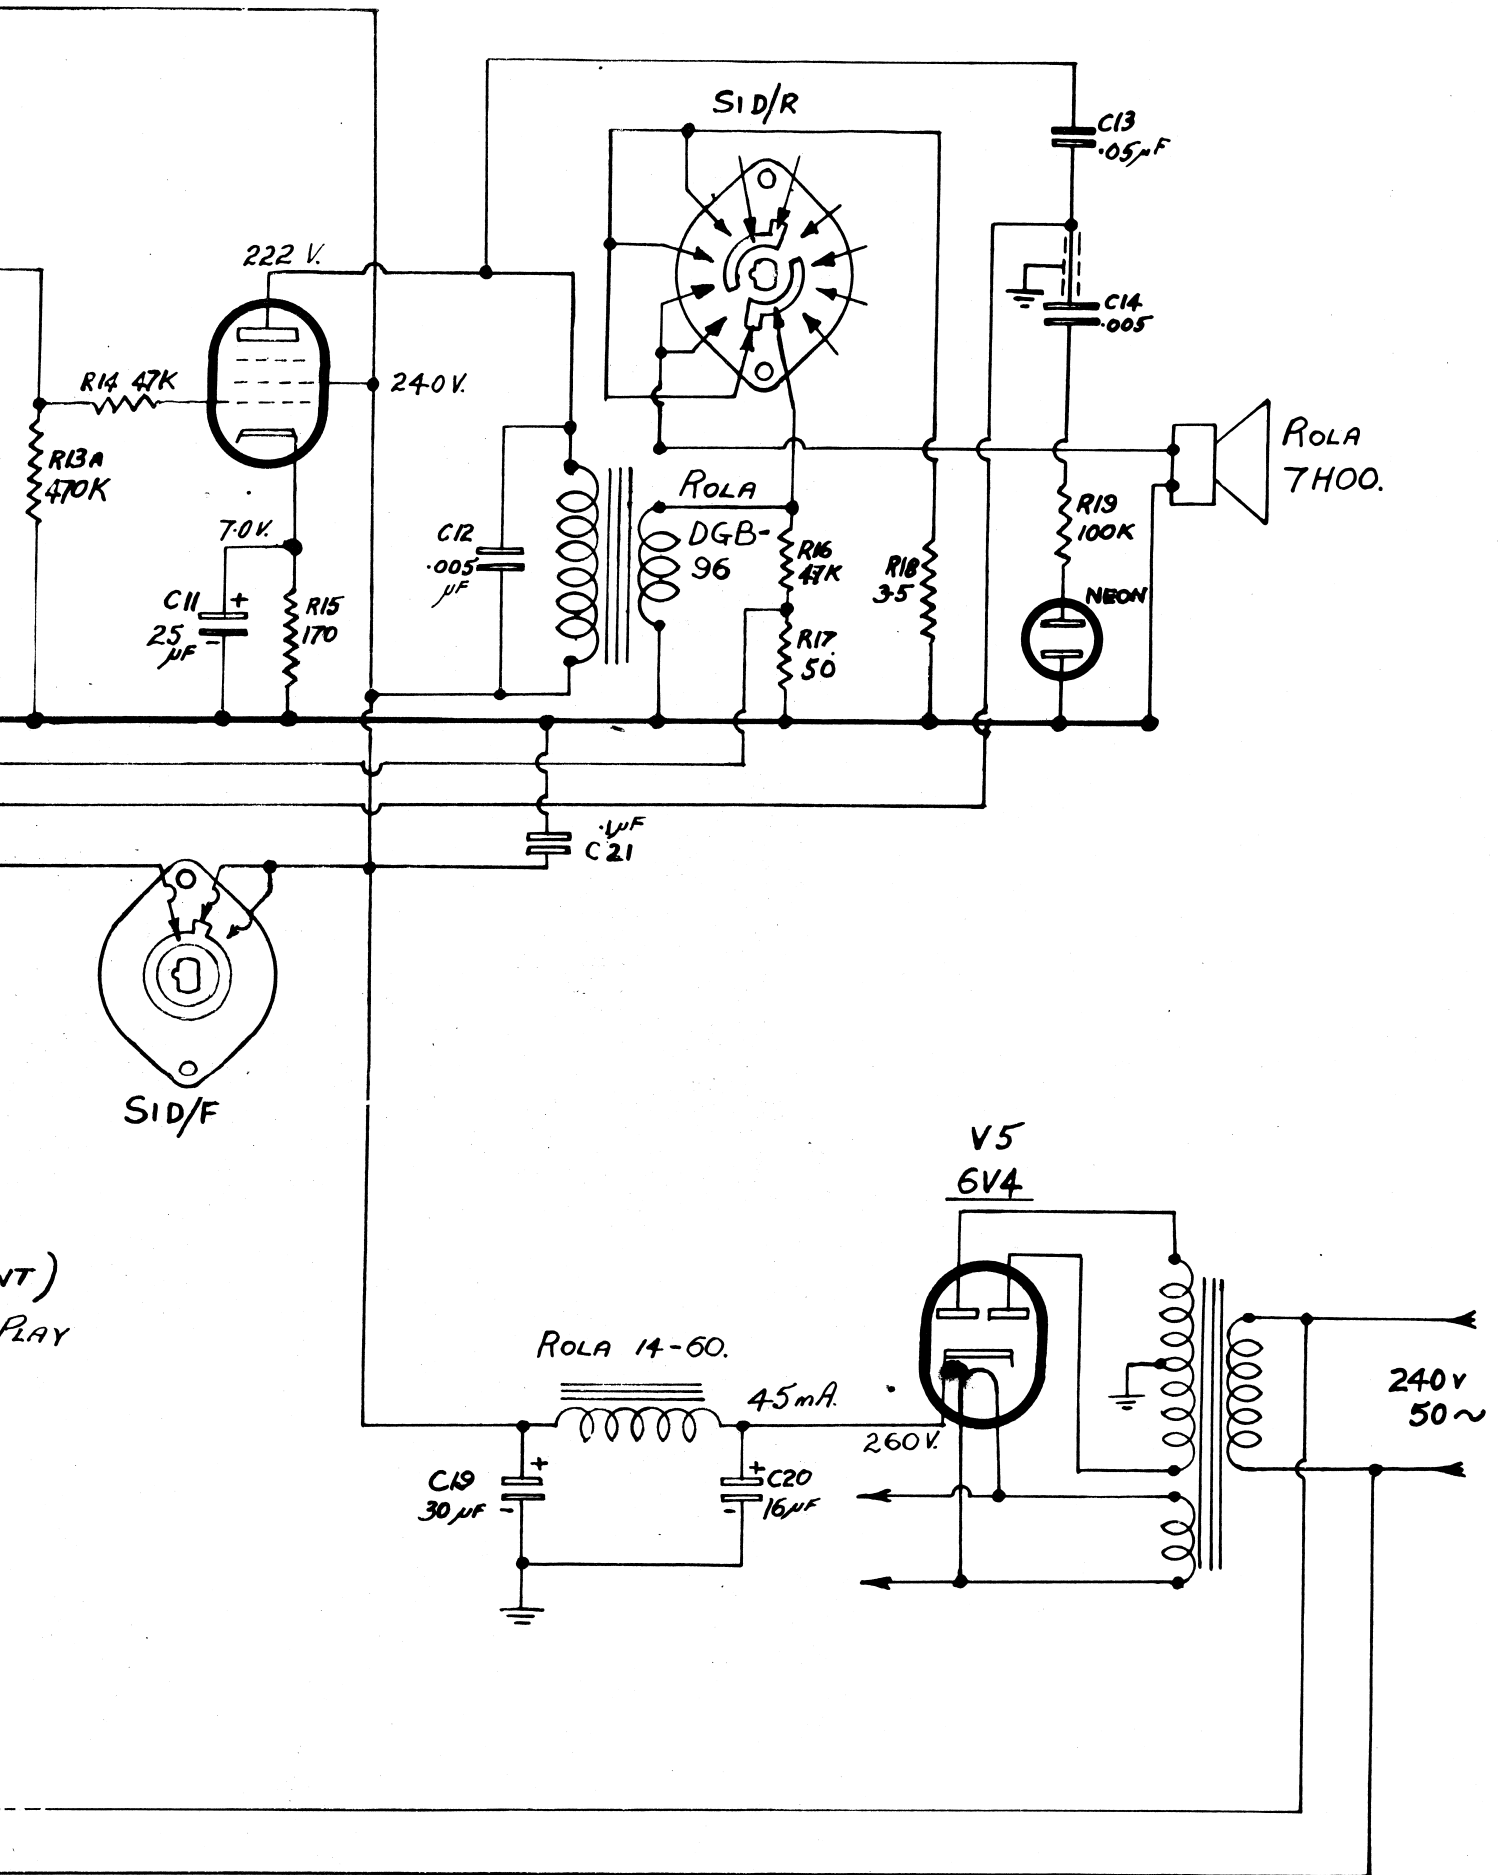 S1D/R
C13
.05µF
222 V.
C14
.005
R14 47K
240V.
R13A
470K
ROLA
7H00.
ROLA
DGB-
96
7.0V.
C12
.005
µF
R19
100K
R16
47K
R18
3.5
NEON
C11
+
25
µF
-
R15
170
R17
50
.1µF
C21
S1D/F
V5
6V4
NT)
PLAY
ROLA 14-60.
45mA.
260V.
240V
50~
C19
+
30µF
-
+
C20
16µF
-